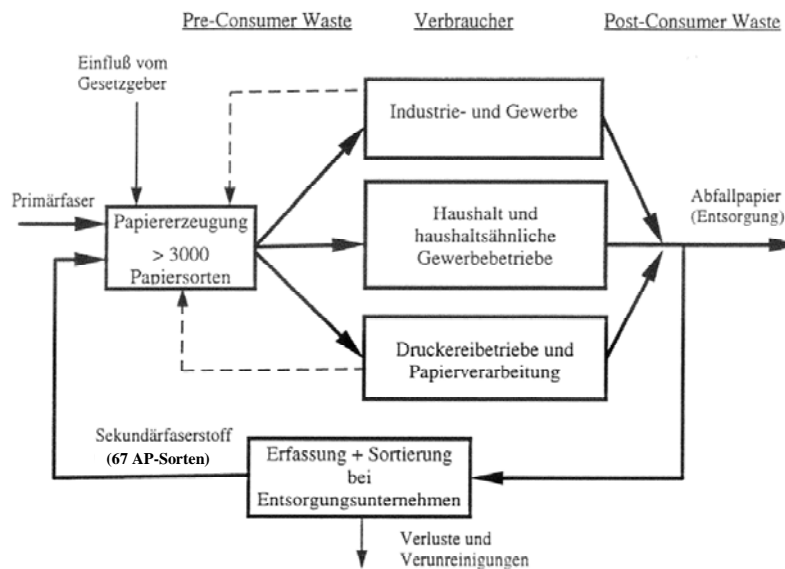 Pre-Consumer Waste
Verbraucher
Post-Consumer Waste
Einfluß vom
Gesetzgeber
Industrie- und Gewerbe
Primärfaser
Papiererzeugung
> 3000
Papiersorten
Haushalt und
haushaltsähnliche
Gewerbebetriebe
Abfallpapier
(Entsorgung)
Druckereibetriebe und
Papierverarbeitung
Sekundärfaserstoff
(67 AP-Sorten)
Erfassung + Sortierung
bei
Entsorgungsunternehmen
Verluste und
Verunreinigungen